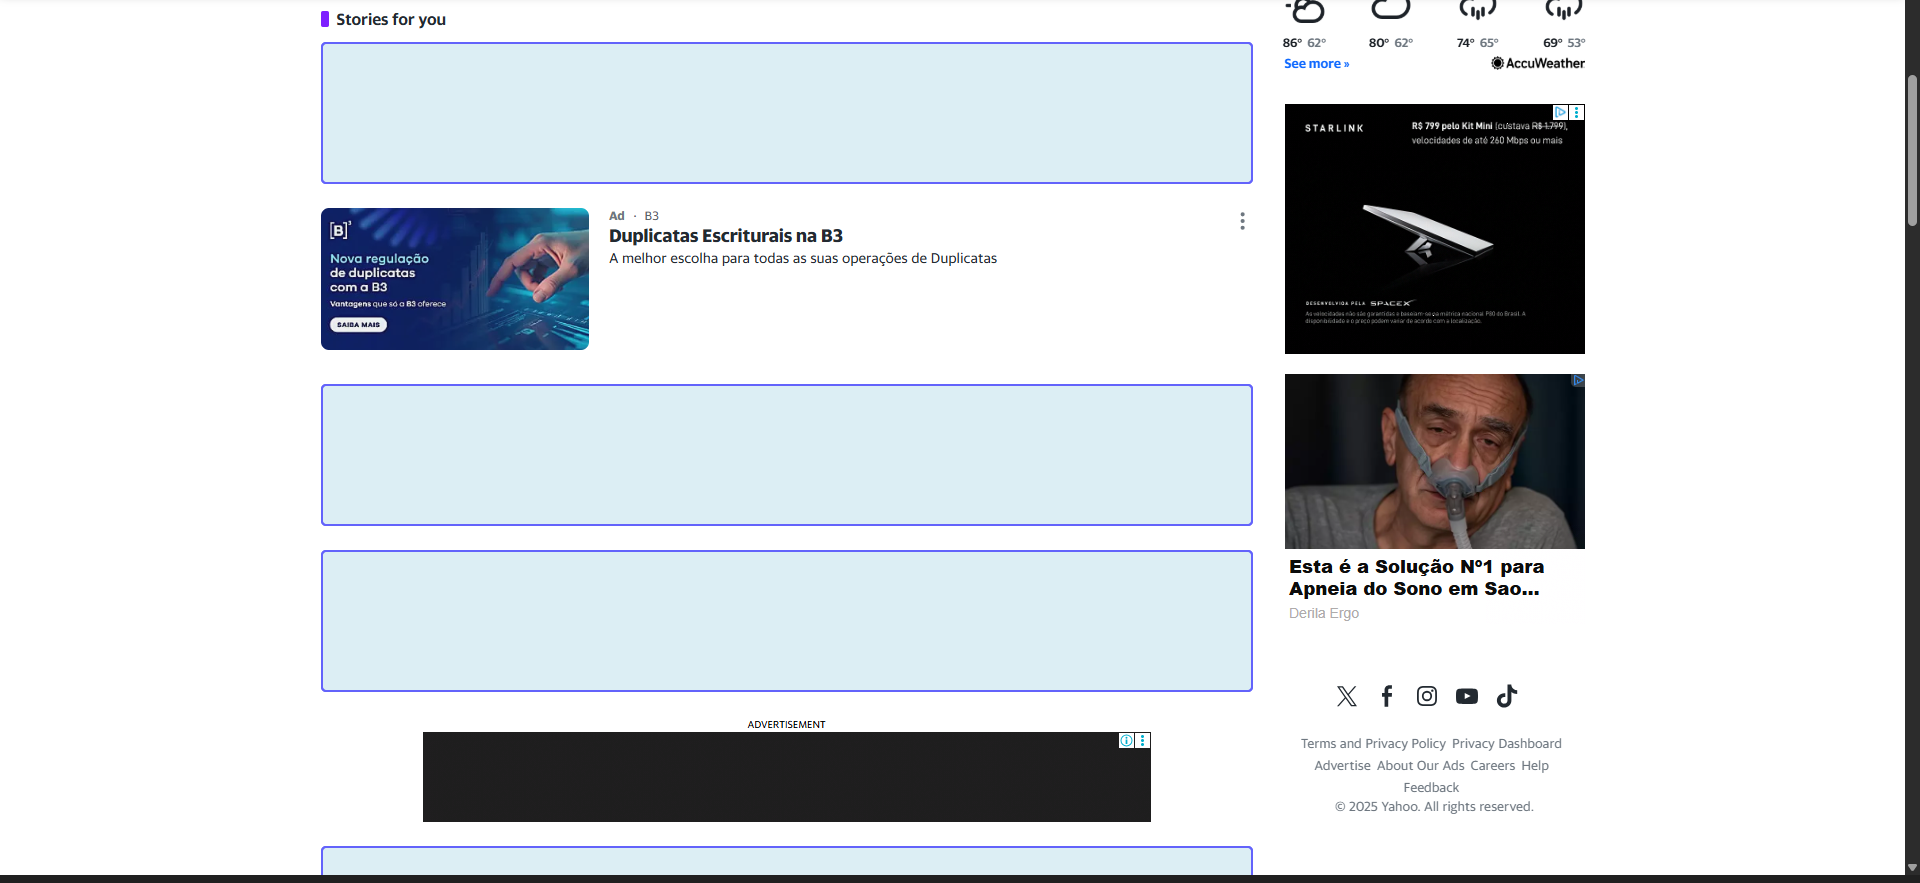 Stories for you
Ad · B3
Duplicatas Escriturais na B3
A melhor escolha para todas as suas operações de Duplicatas
[B]³
Nova regulação
de duplicatas
com a B3
Vantagens que só a B3 oferece
SAIBA MAIS
ADVERTISEMENT
86° 62° 80° 62° 74° 65° 69° 53°
See more »
AccuWeather
STARLINK
R$ 799 pelo Kit Mini (custava R$ 1.799),
velocidades de até 260 Mbps ou mais
DESENVOLVIDA PELA SPACEX
As velocidades não são garantidas e baseiam-se na métrica nacional P90 do Brasil. A
disponibilidade e o preço podem variar de acordo com a localização.
Esta é a Solução Nº1 para
Apneia do Sono em Sao...
Derila Ergo
Terms and Privacy Policy Privacy Dashboard
Advertise About Our Ads Careers Help
Feedback
© 2025 Yahoo. All rights reserved.